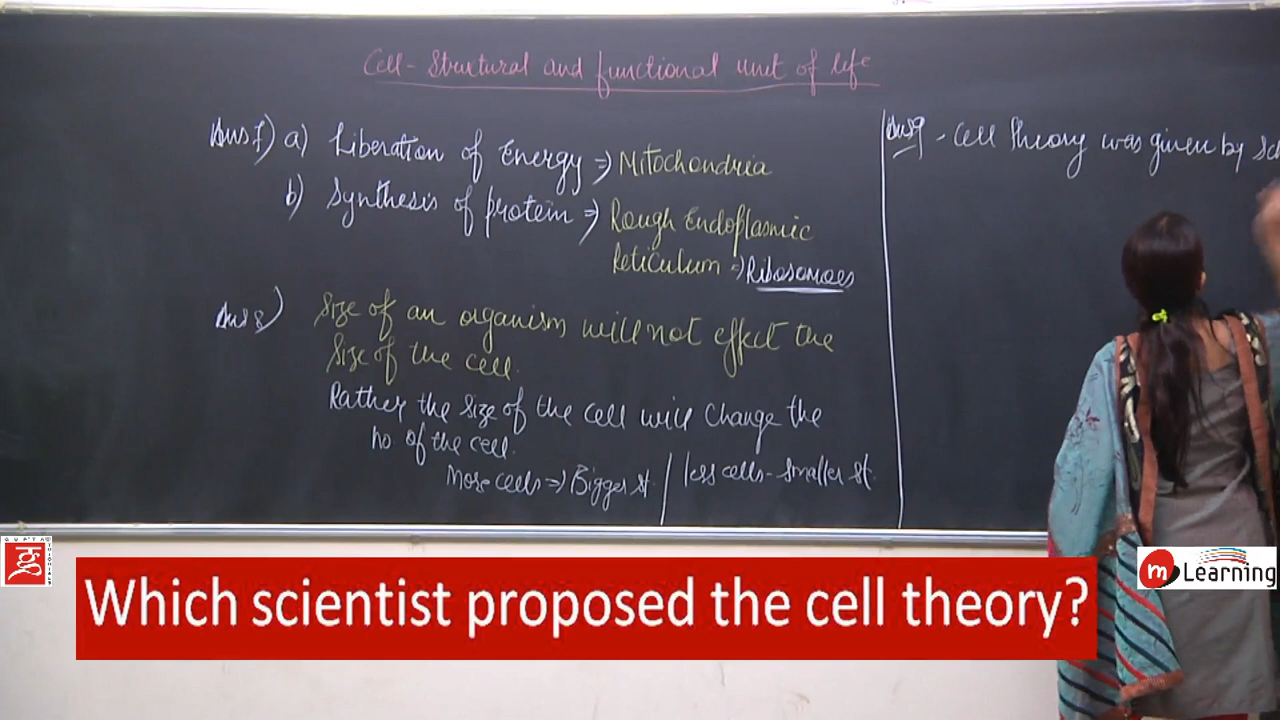 Cell - Structural and functional unit of life
Ans 7) a) Liberation of Energy ⇒ Mitochondria
b) Synthesis of protein ⇒ Rough Endoplasmic
Reticulum ⇒ Ribosomes
Ans 8) Size of an organism will not effect the
size of the cell.
Rather the size of the cell will change the
no of the cell.
More cells ⇒ Bigger st. | less cells - smaller st.
Ans 9 - Cell theory was given by Sc
Which scientist proposed the cell theory?
GUPTA
m Learning